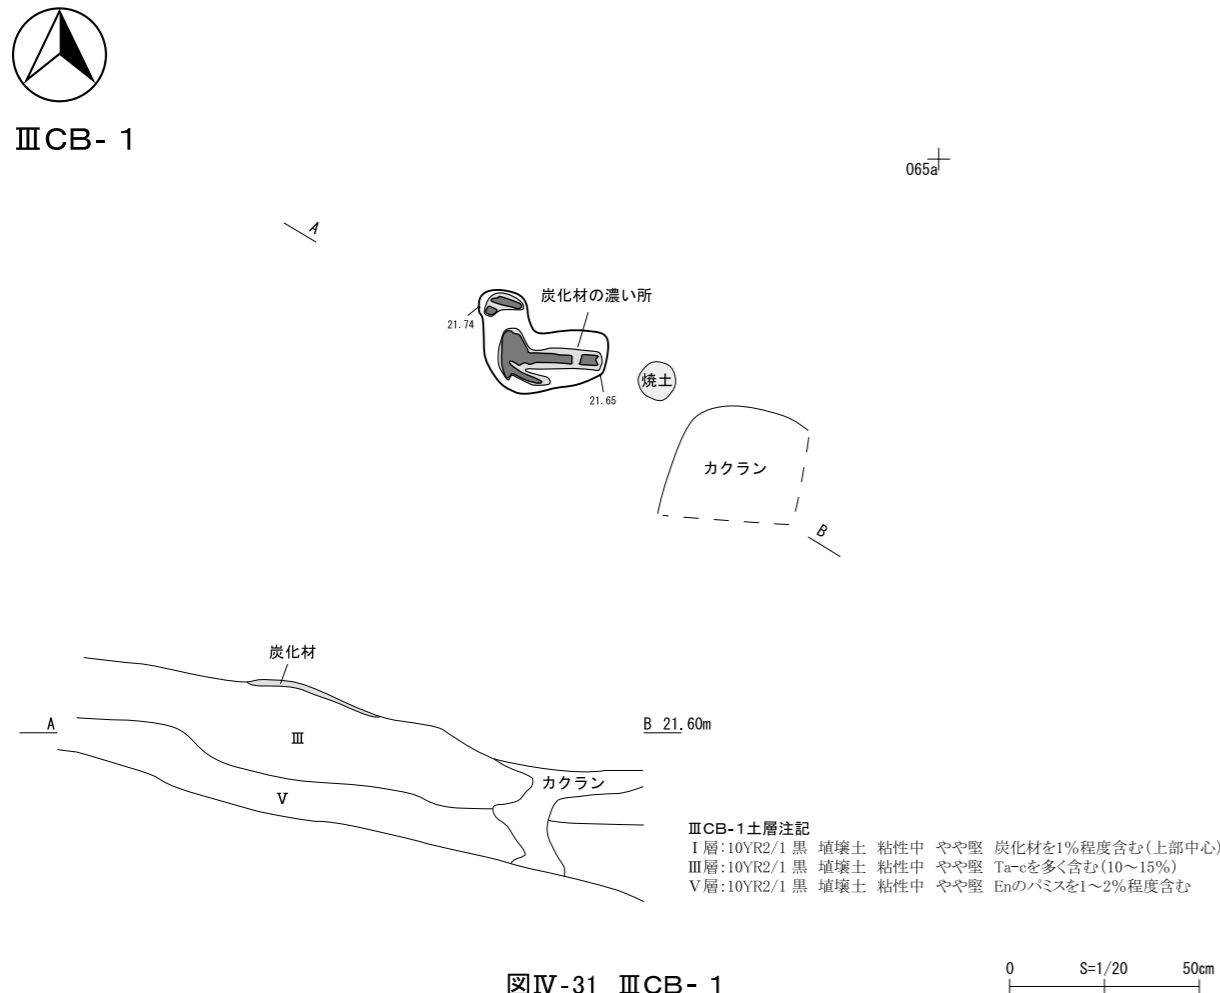 ⅢCB-1
065a
A
炭化材の濃い所
21.74
焼土
21.65
カクラン
B
炭化材
A
B 21.60m
Ⅲ
カクラン
Ⅴ
ⅢCB-1土層注記
Ⅰ層:10YR2/1 黒 埴壌土 粘性中 やや堅 炭化材を1%程度含む(上部中心)
Ⅲ層:10YR2/1 黒 埴壌土 粘性中 やや堅 Ta-cを多く含む(10～15%)
Ⅴ層:10YR2/1 黒 埴壌土 粘性中 やや堅 Enのパミスを1～2%程度含む
0 S=1/20 50cm
図Ⅳ-31 ⅢCB-1